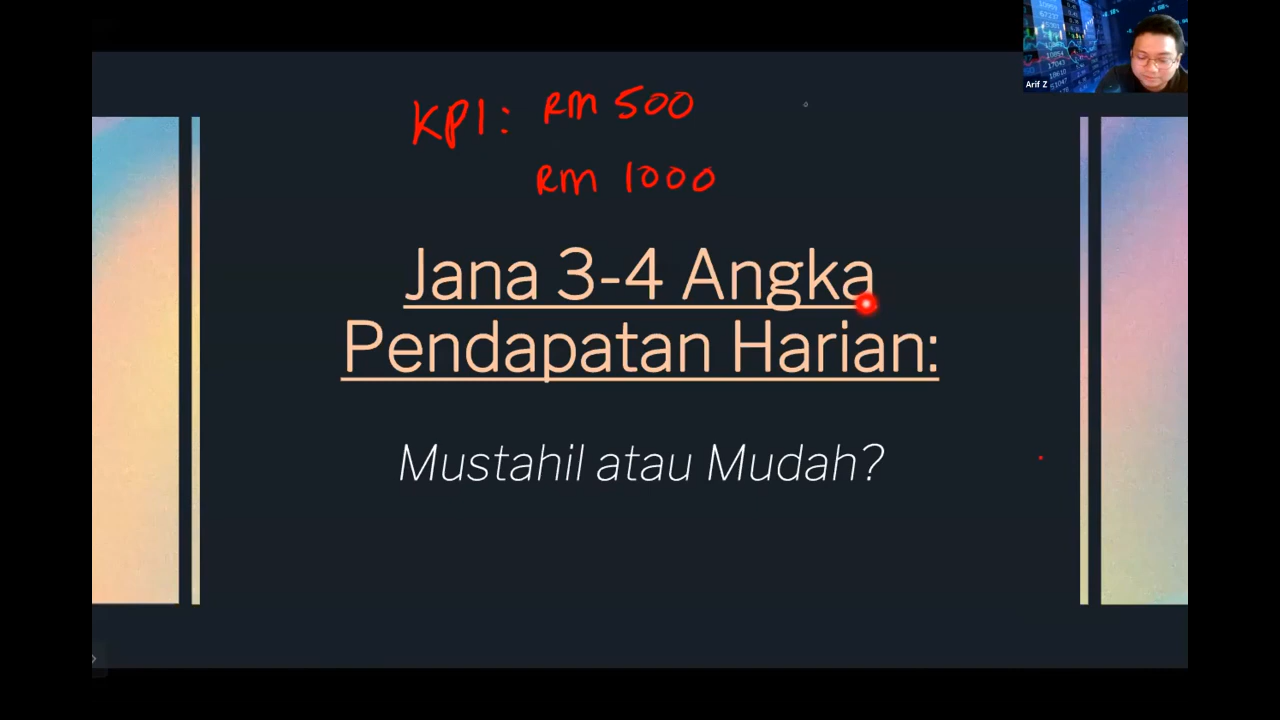 KPI: RM 500
RM 1000
Jana 3-4 Angka
Pendapatan Harian:
Mustahil atau Mudah?
Arif Z